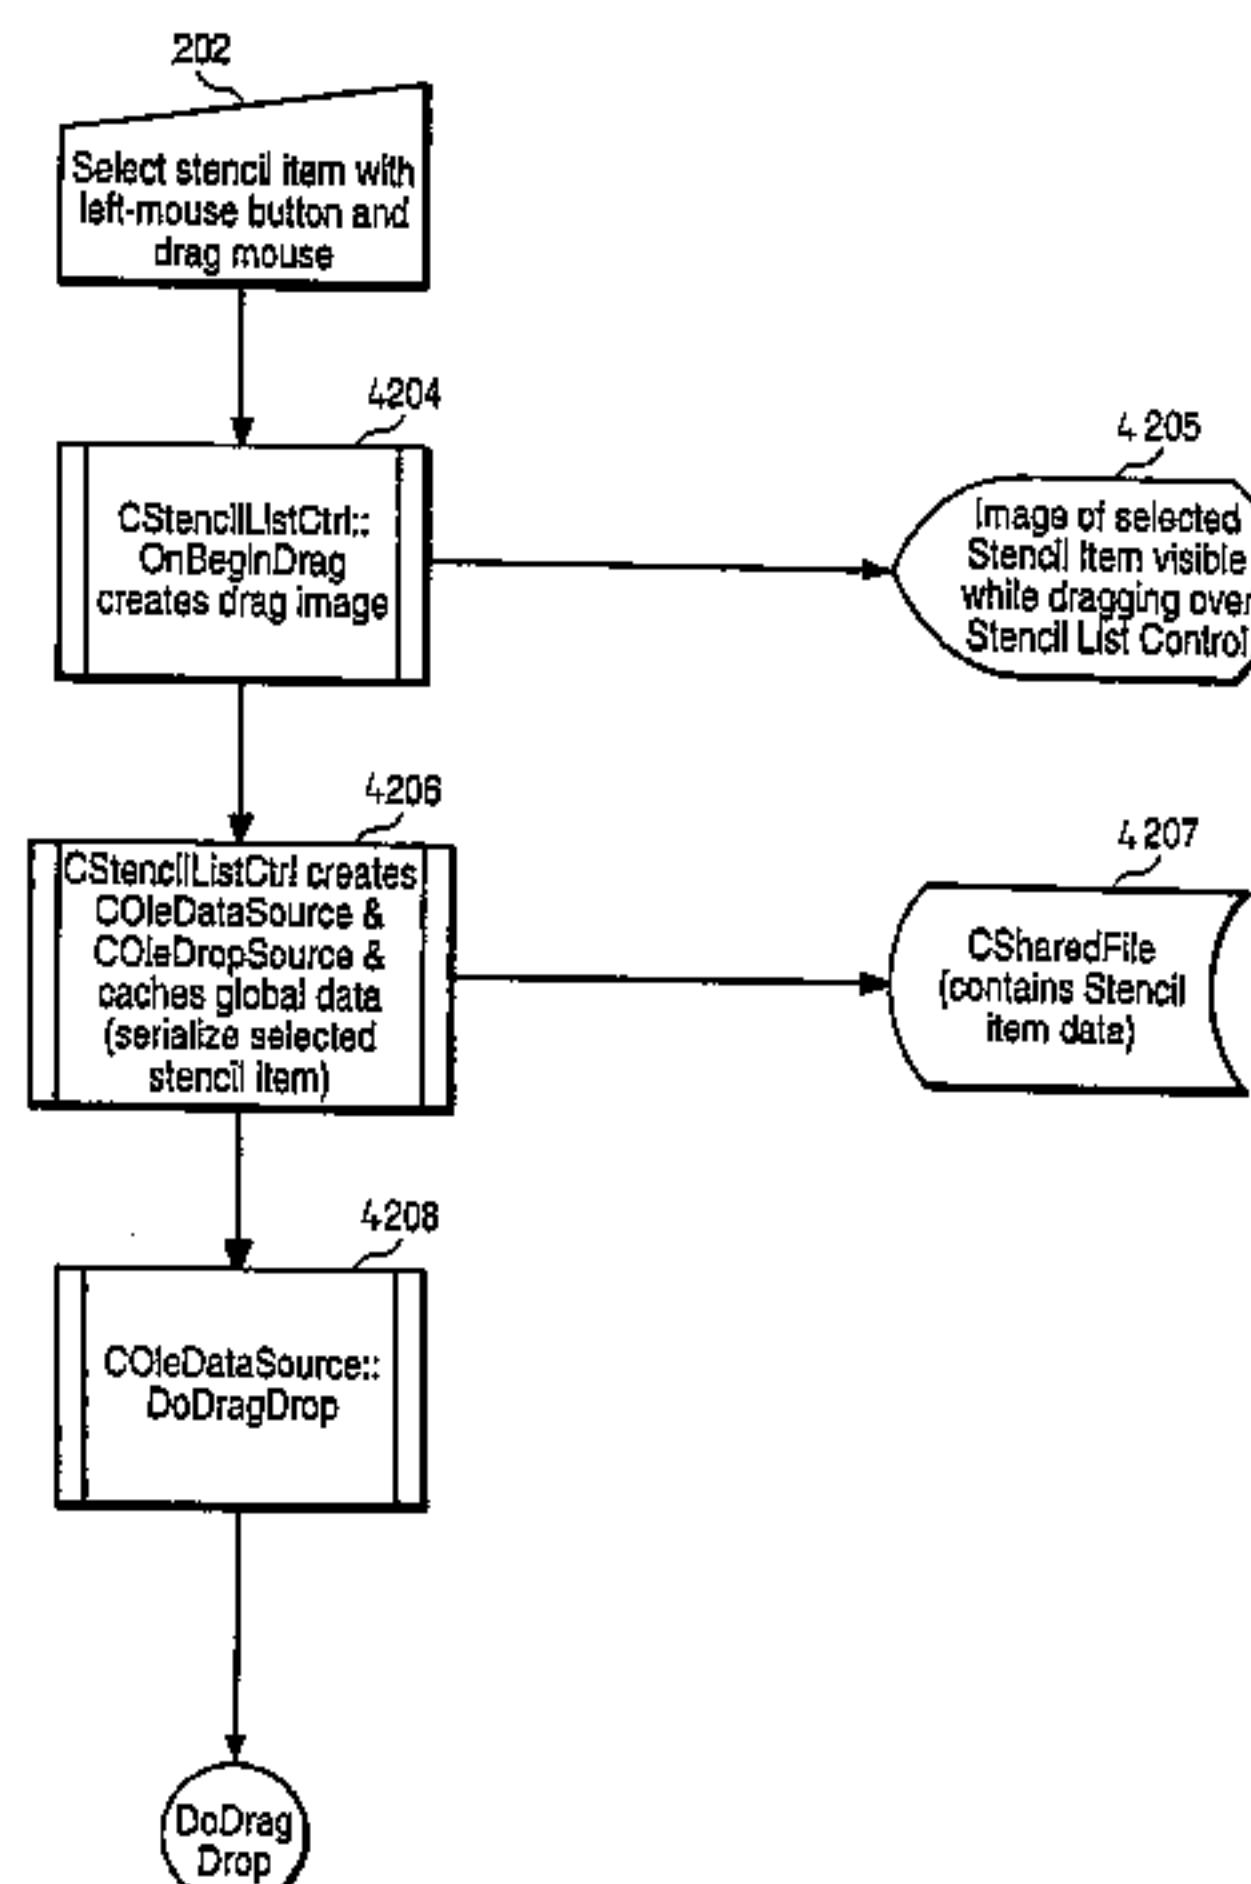 202
Select stencil item with
left-mouse button and
drag mouse
4204
CStencilListCtrl::
OnBeginDrag
creates drag image
4205
Image of selected
Stencil Item visible
while dragging over
Stencil List Control
4206
CStencilListCtrl creates
COleDataSource &
COleDropSource &
caches global data
(serialize selected
stencil item)
4207
CSharedFile
(contains Stencil
item data)
4208
COleDataSource::
DoDragDrop
DoDrag
Drop